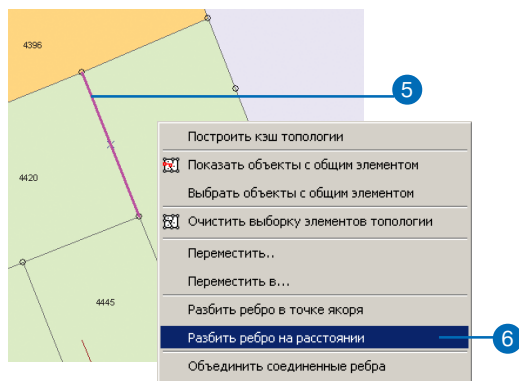 4396
5
Построить кэш топологии
Показать объекты с общим элементом
4420
Выбрать объекты с общим элементом
Очистить выборку элементов топологии
Переместить..
Переместить в...
4445
Разбить ребро в точке якоря
Разбить ребро на расстоянии
6
Объединить соединенные ребра